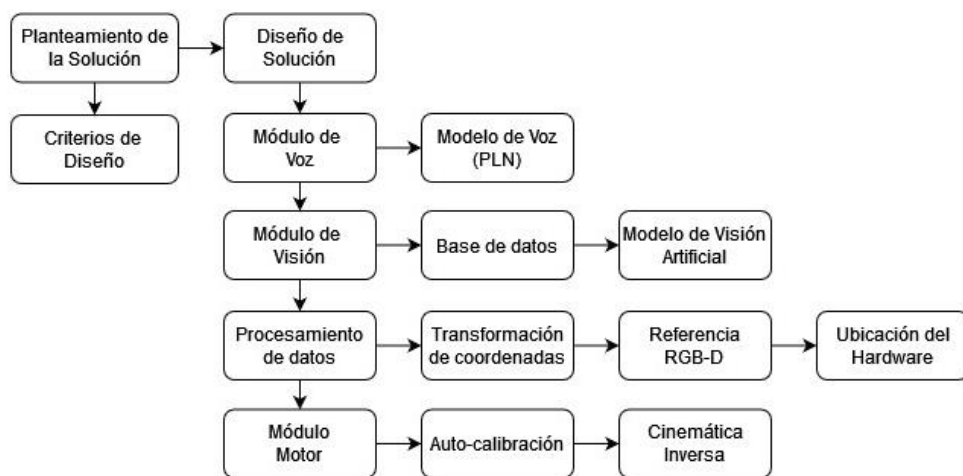 Planteamiento de
la Solución
Diseño de
Solución
Criterios de
Diseño
Módulo de
Voz
Modelo de Voz
(PLN)
Módulo de
Visión
Base de datos
Modelo de Visión
Artificial
Procesamiento
de datos
Transformación
de coordenadas
Referencia
RGB-D
Ubicación del
Hardware
Módulo
Motor
Auto-calibración
Cinemática
Inversa